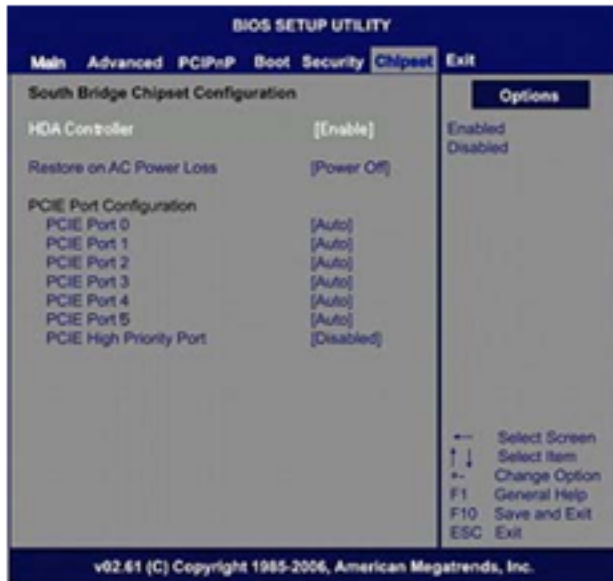 BIOS SETUP UTILITY
Main Advanced PCIPnP Boot Security Chipset Exit
South Bridge Chipset Configuration
HDA Controller [Enable]
Restore on AC Power Loss [Power Off]
PCIE Port Configuration
PCIE Port 0 [Auto]
PCIE Port 1 [Auto]
PCIE Port 2 [Auto]
PCIE Port 3 [Auto]
PCIE Port 4 [Auto]
PCIE Port 5 [Auto]
PCIE High Priority Port [Disabled]
Options
Enabled
Disabled
←- Select Screen
↑↓ Select Item
+- Change Option
F1 General Help
F10 Save and Exit
ESC Exit
v02.61 (C) Copyright 1985-2006, American Megatrends, Inc.